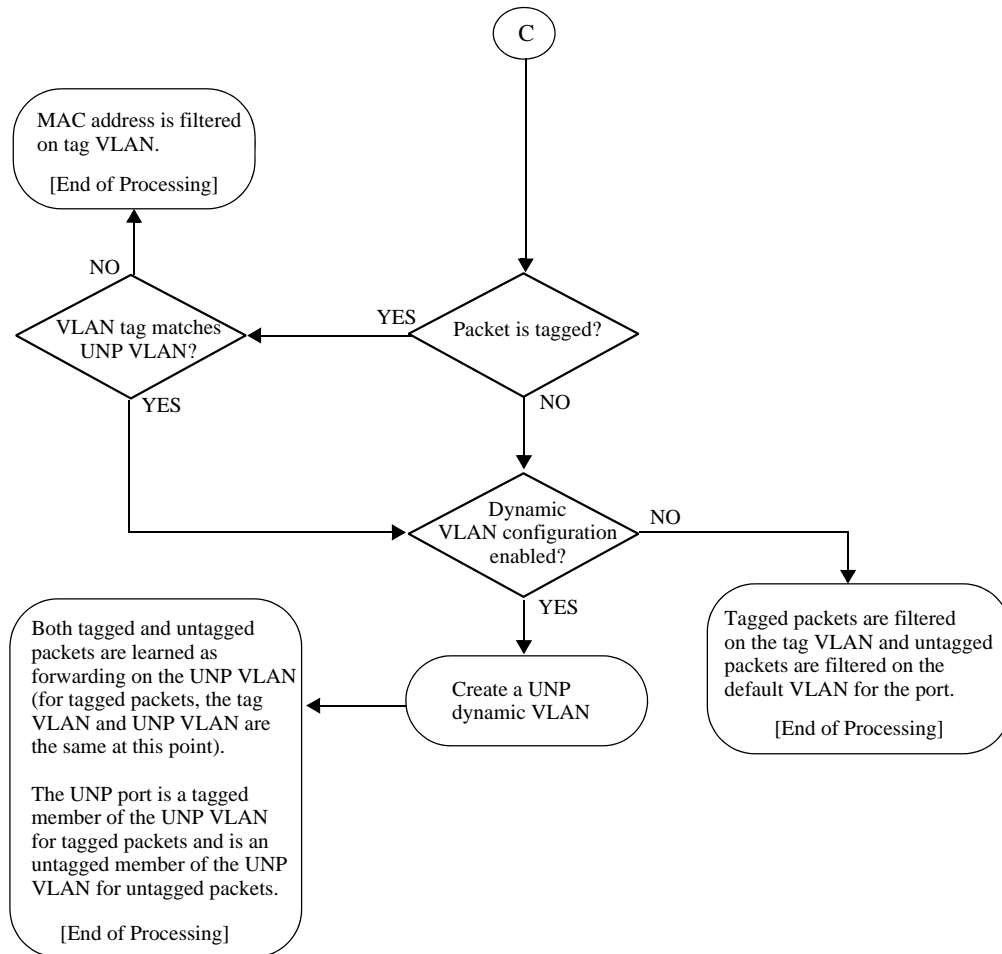 C
MAC address is filtered
on tag VLAN.
[End of Processing]
NO
YES
VLAN tag matches
UNP VLAN?
Packet is tagged?
YES
NO
Dynamic
VLAN configuration
enabled?
NO
YES
Both tagged and untagged
packets are learned as
forwarding on the UNP VLAN
(for tagged packets, the tag
VLAN and UNP VLAN are
the same at this point).
The UNP port is a tagged
member of the UNP VLAN
for tagged packets and is an
untagged member of the UNP
VLAN for untagged packets.
[End of Processing]
Create a UNP
dynamic VLAN
Tagged packets are filtered
on the tag VLAN and untagged
packets are filtered on the
default VLAN for the port.
[End of Processing]